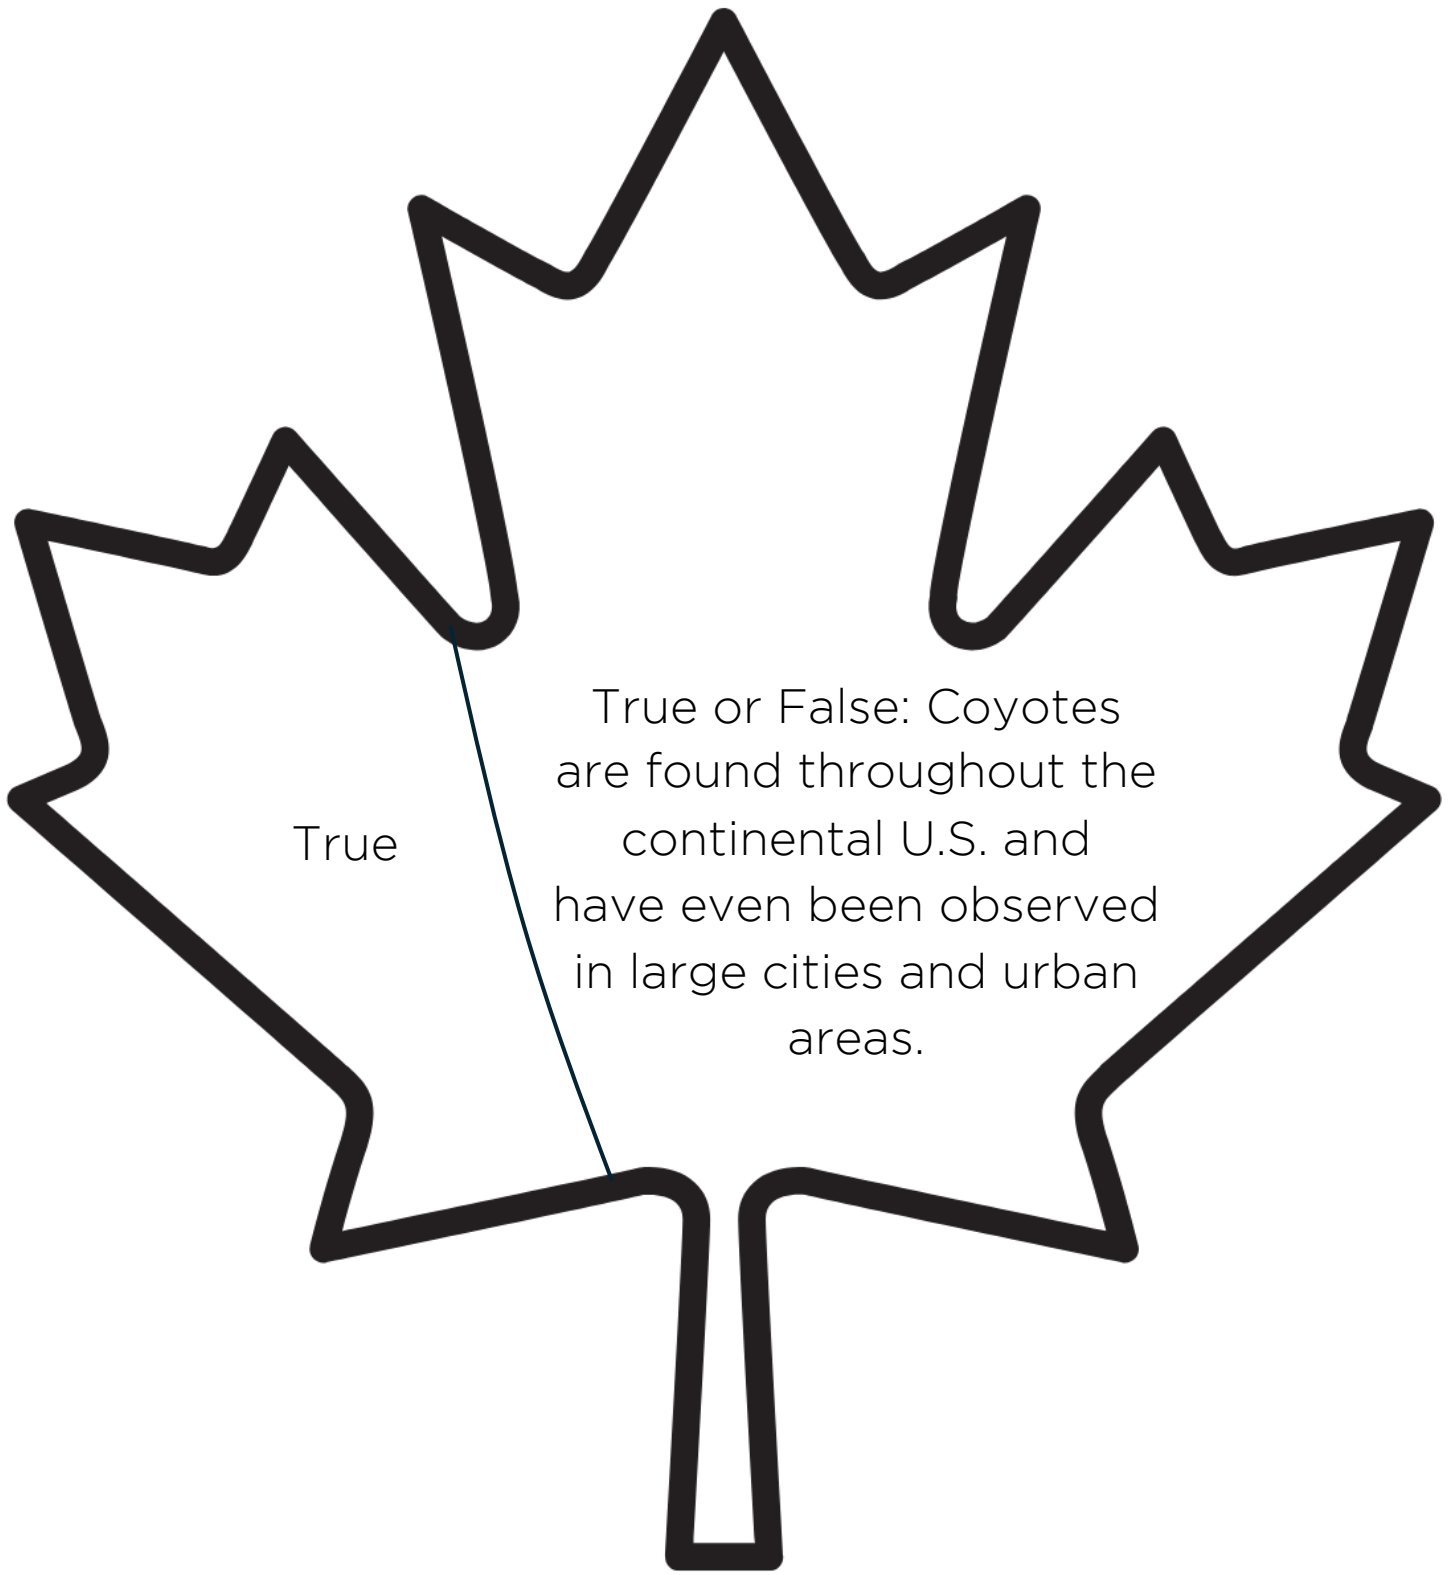 True
True or False: Coyotes
are found throughout the
continental U.S. and
have even been observed
in large cities and urban
areas.